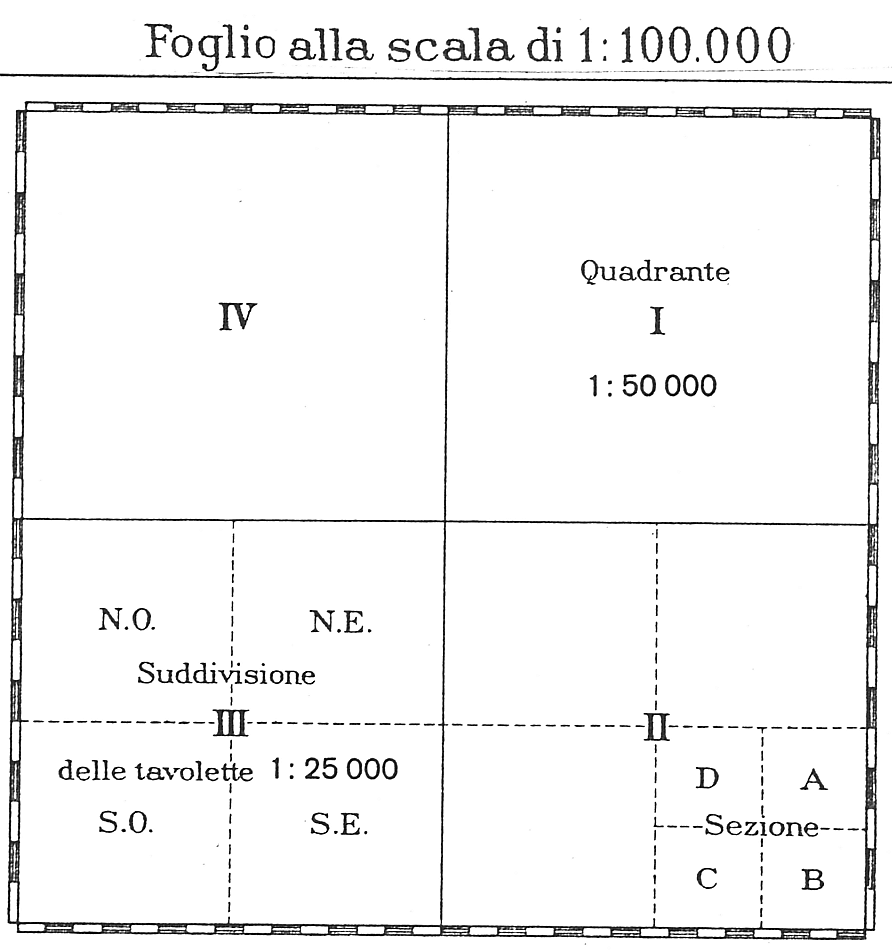 Foglio alla scala di 1:100.000
IV
Quadrante
I
1:50 000
N.O. N.E.
Suddivisione
III
delle tavolette 1:25 000
S.O. S.E.
II
D A
Sezione
C B